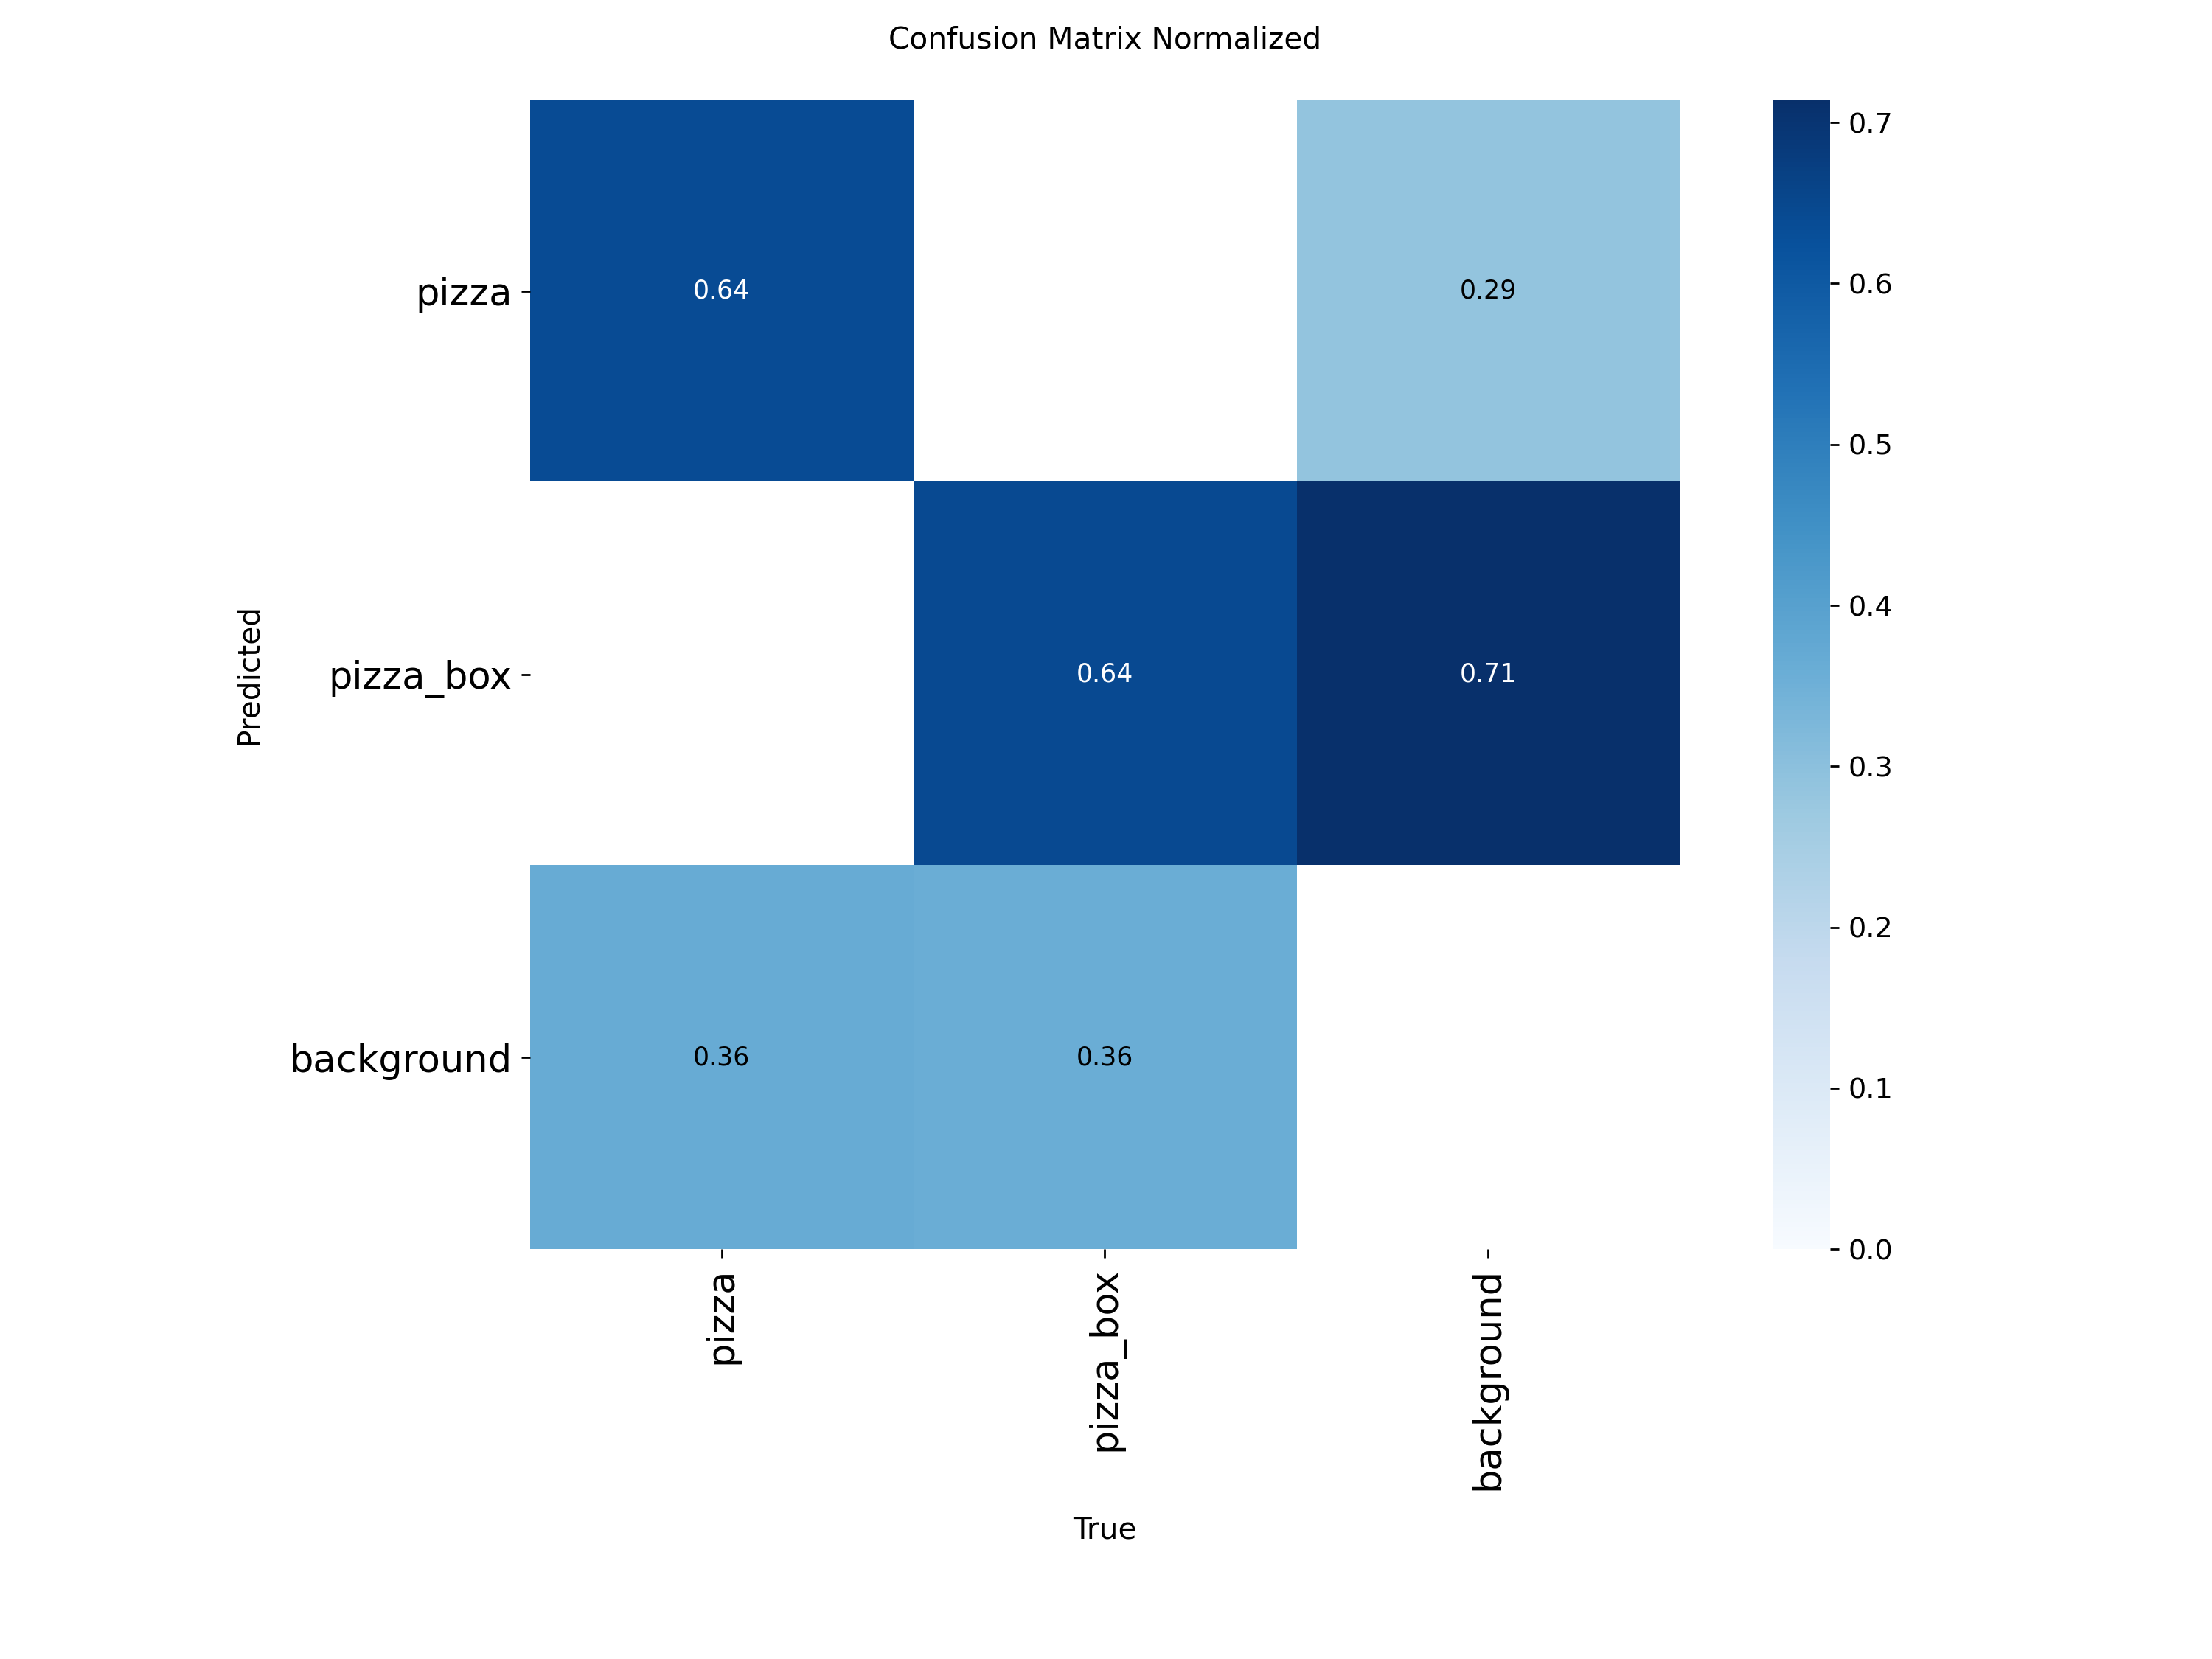 Confusion Matrix Normalized
pizza
0.64
0.29
pizza_box
0.64
0.71
background
0.36
0.36
Predicted
pizza
pizza_box
background
True
0.7
0.6
0.5
0.4
0.3
0.2
0.1
0.0